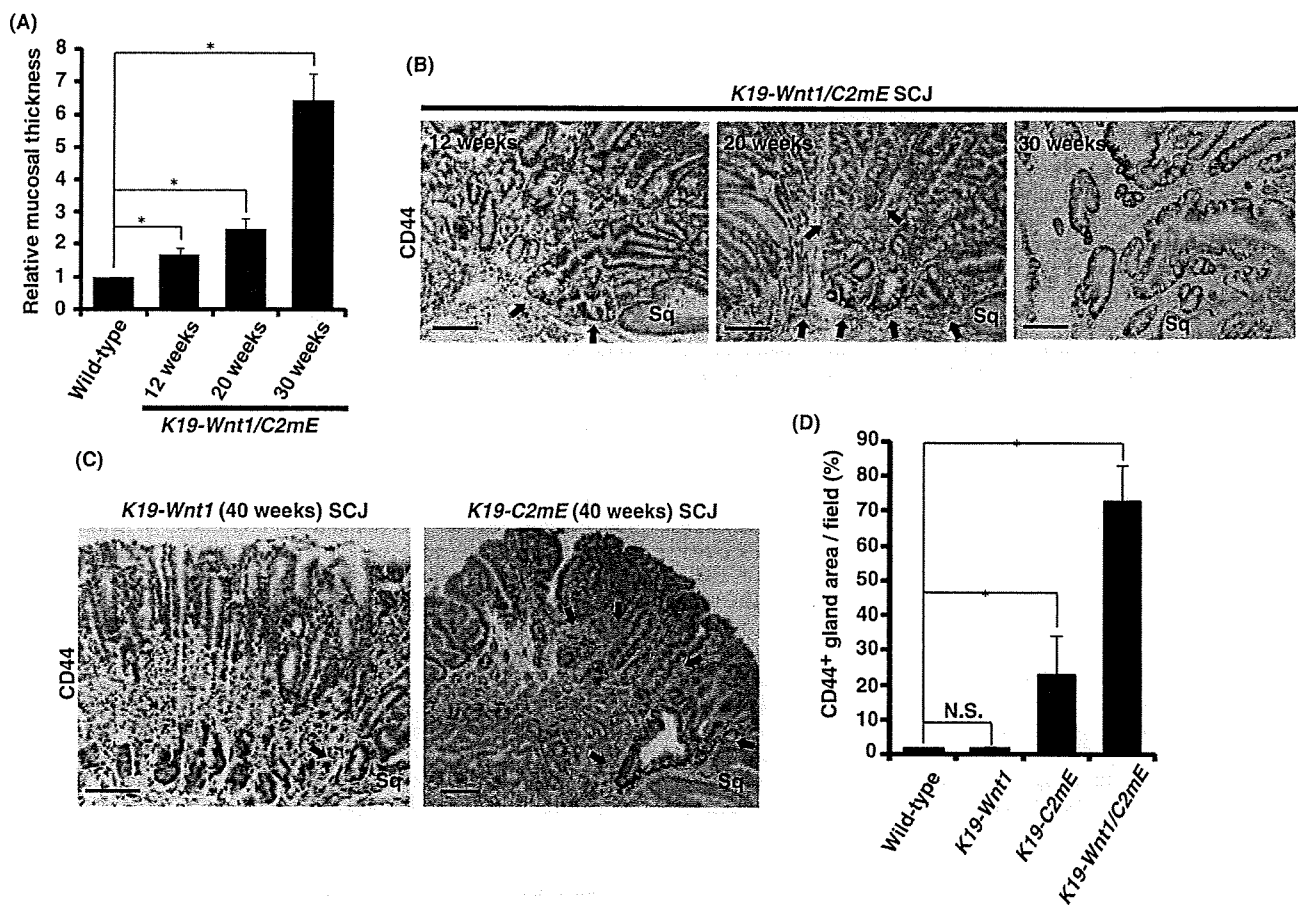 (A)
Relative mucosal thickness
8
7
6
5
4
3
2
1
0
*
*
*
Wild-type
12 weeks
20 weeks
30 weeks
K19-Wnt1/C2mE
(B)
K19-Wnt1/C2mE SCJ
CD44
12 weeks
Sq
20 weeks
Sq
30 weeks
Sq
(C)
K19-Wnt1 (40 weeks) SCJ
K19-C2mE (40 weeks) SCJ
CD44
Sq
Sq
(D)
CD44+ gland area / field (%)
90
80
70
60
50
40
30
20
10
0
*
*
N.S.
Wild-type
K19-Wnt1
K19-C2mE
K19-Wnt1/C2mE